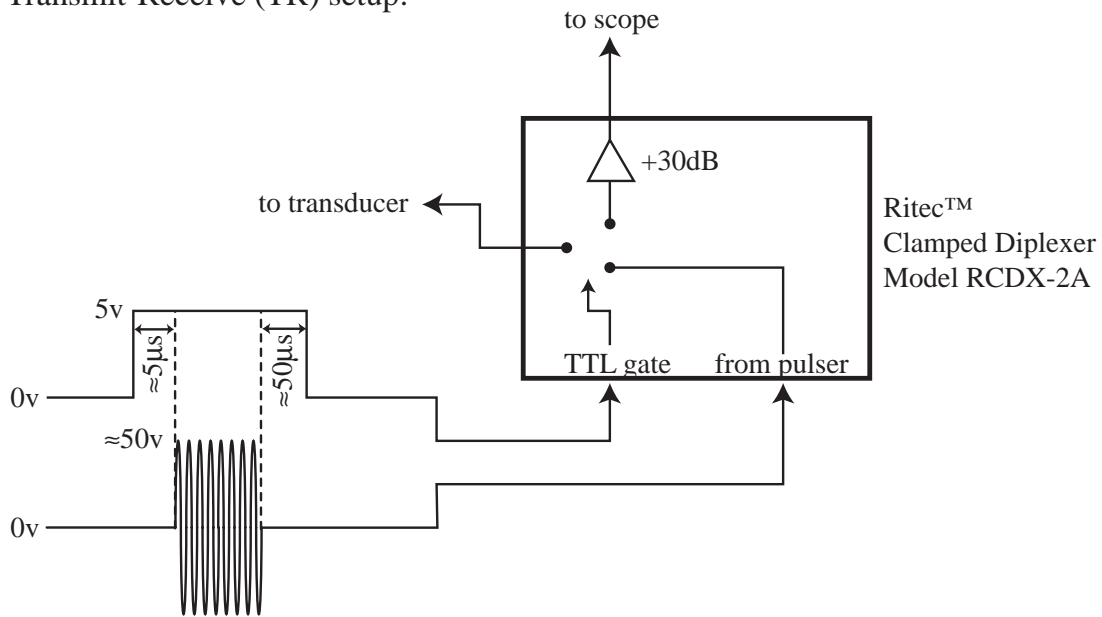 Transmit-Receive (TR) setup:
to scope
+30dB
to transducer
Ritec™
Clamped Diplexer
Model RCDX-2A
5v
≈5μs
≈50μs
TTL gate
from pulser
0v
≈50v
0v